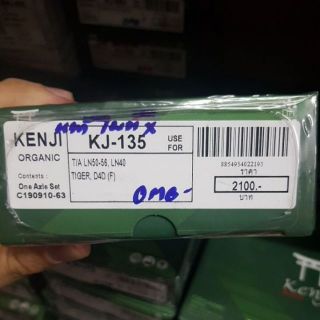 KENJI
ORGANIC
Contents :
One Axle Set
C190910-63
KJ-135
USE
FOR
T/A LN50-56, LN40
TIGER, D4D (F)
8854934022193
ราคา
2100.-
บาท